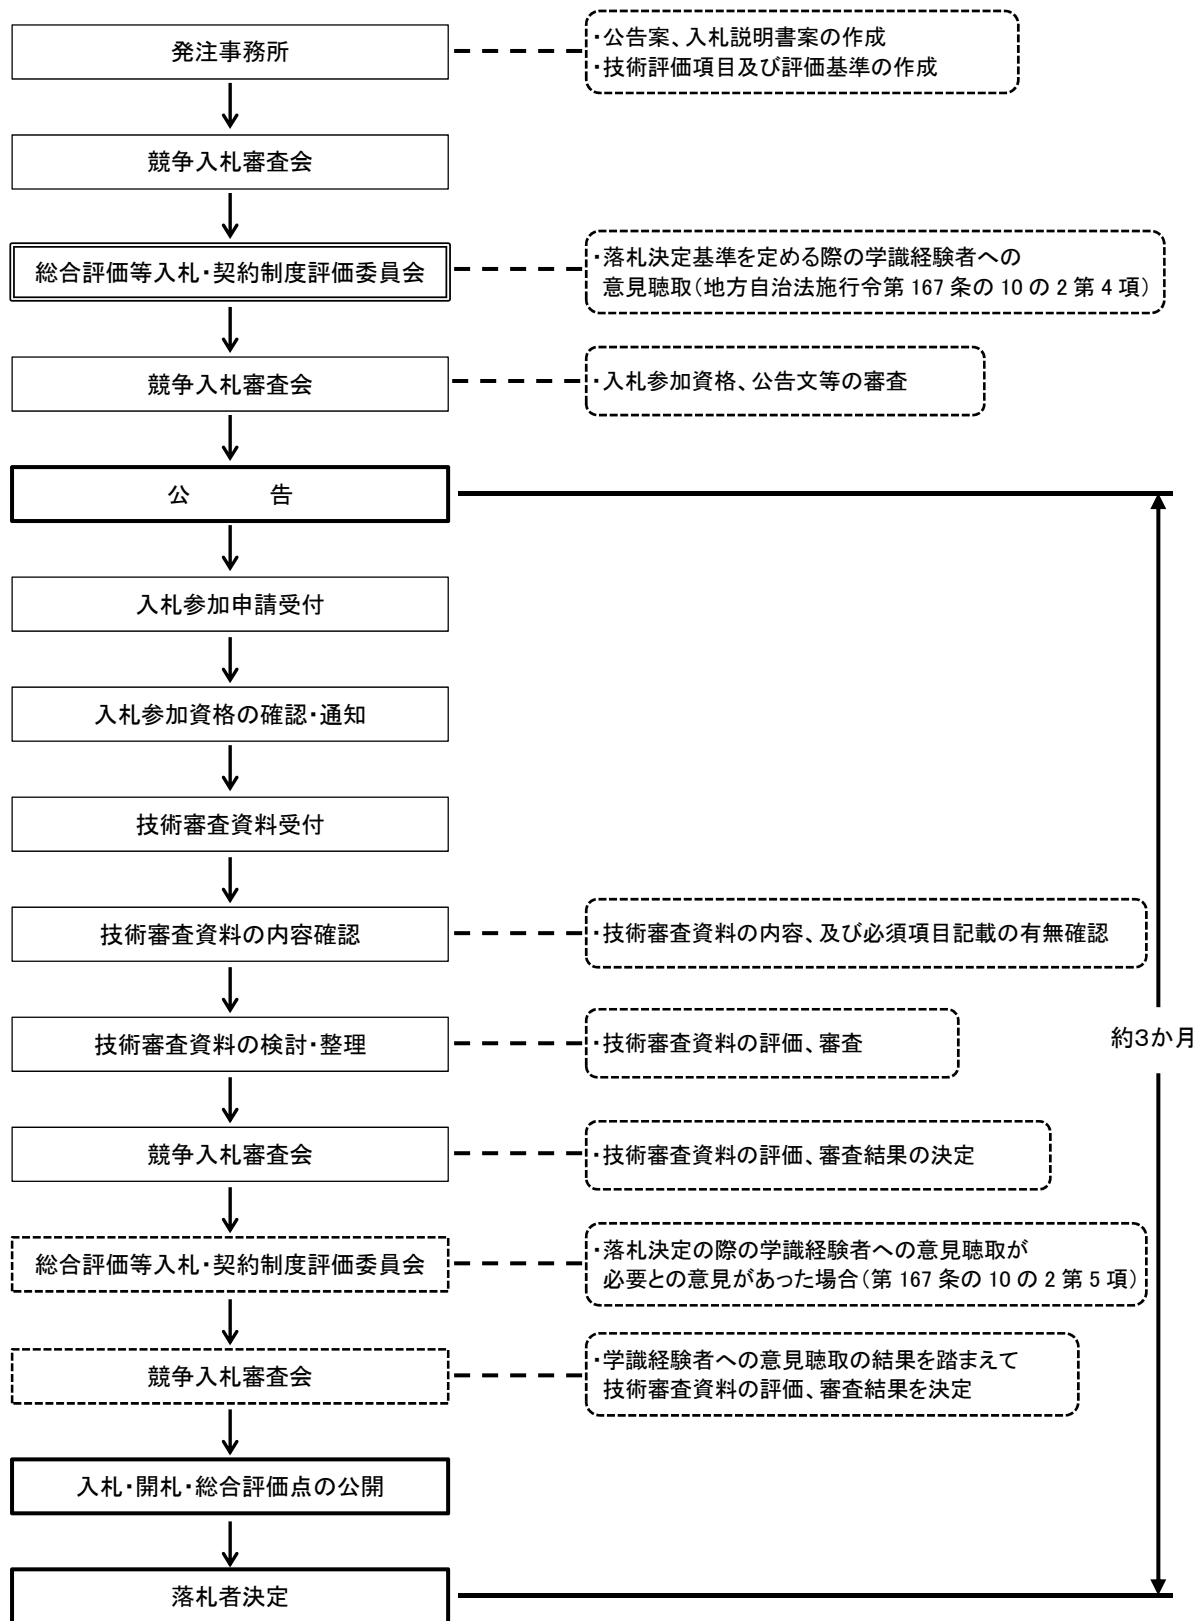 発注事務所
・公告案、入札説明書案の作成
・技術評価項目及び評価基準の作成
競争入札審査会
総合評価等入札・契約制度評価委員会
・落札決定基準を定める際の学識経験者への
意見聴取(地方自治法施行令第 167 条の 10 の 2 第 4 項)
競争入札審査会
・入札参加資格、公告文等の審査
公 告
入札参加申請受付
入札参加資格の確認・通知
技術審査資料受付
技術審査資料の内容確認
・技術審査資料の内容、及び必須項目記載の有無確認
技術審査資料の検討・整理
・技術審査資料の評価、審査
約3か月
競争入札審査会
・技術審査資料の評価、審査結果の決定
総合評価等入札・契約制度評価委員会
・落札決定の際の学識経験者への意見聴取が
必要との意見があった場合(第 167 条の 10 の 2 第 5 項)
競争入札審査会
・学識経験者への意見聴取の結果を踏まえて
技術審査資料の評価、審査結果を決定
入札・開札・総合評価点の公開
落札者決定